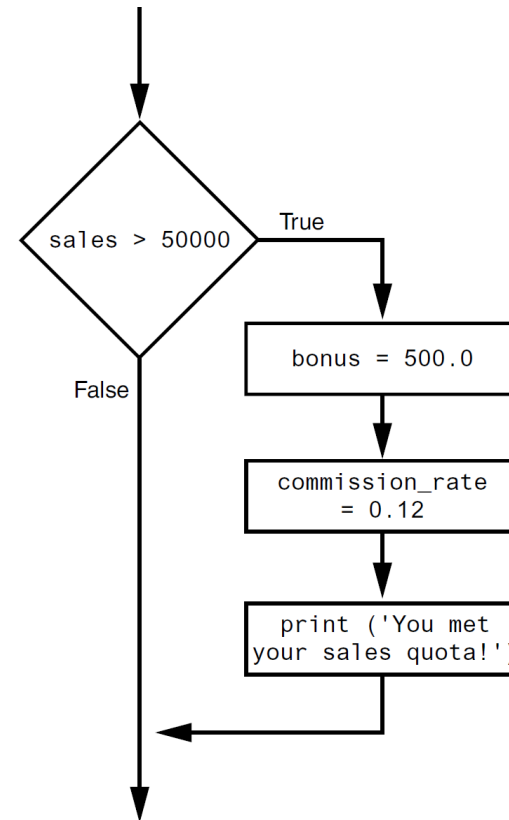 sales > 50000
True
bonus = 500.0
False
commission_rate
= 0.12
print ('You met
your sales quota!')